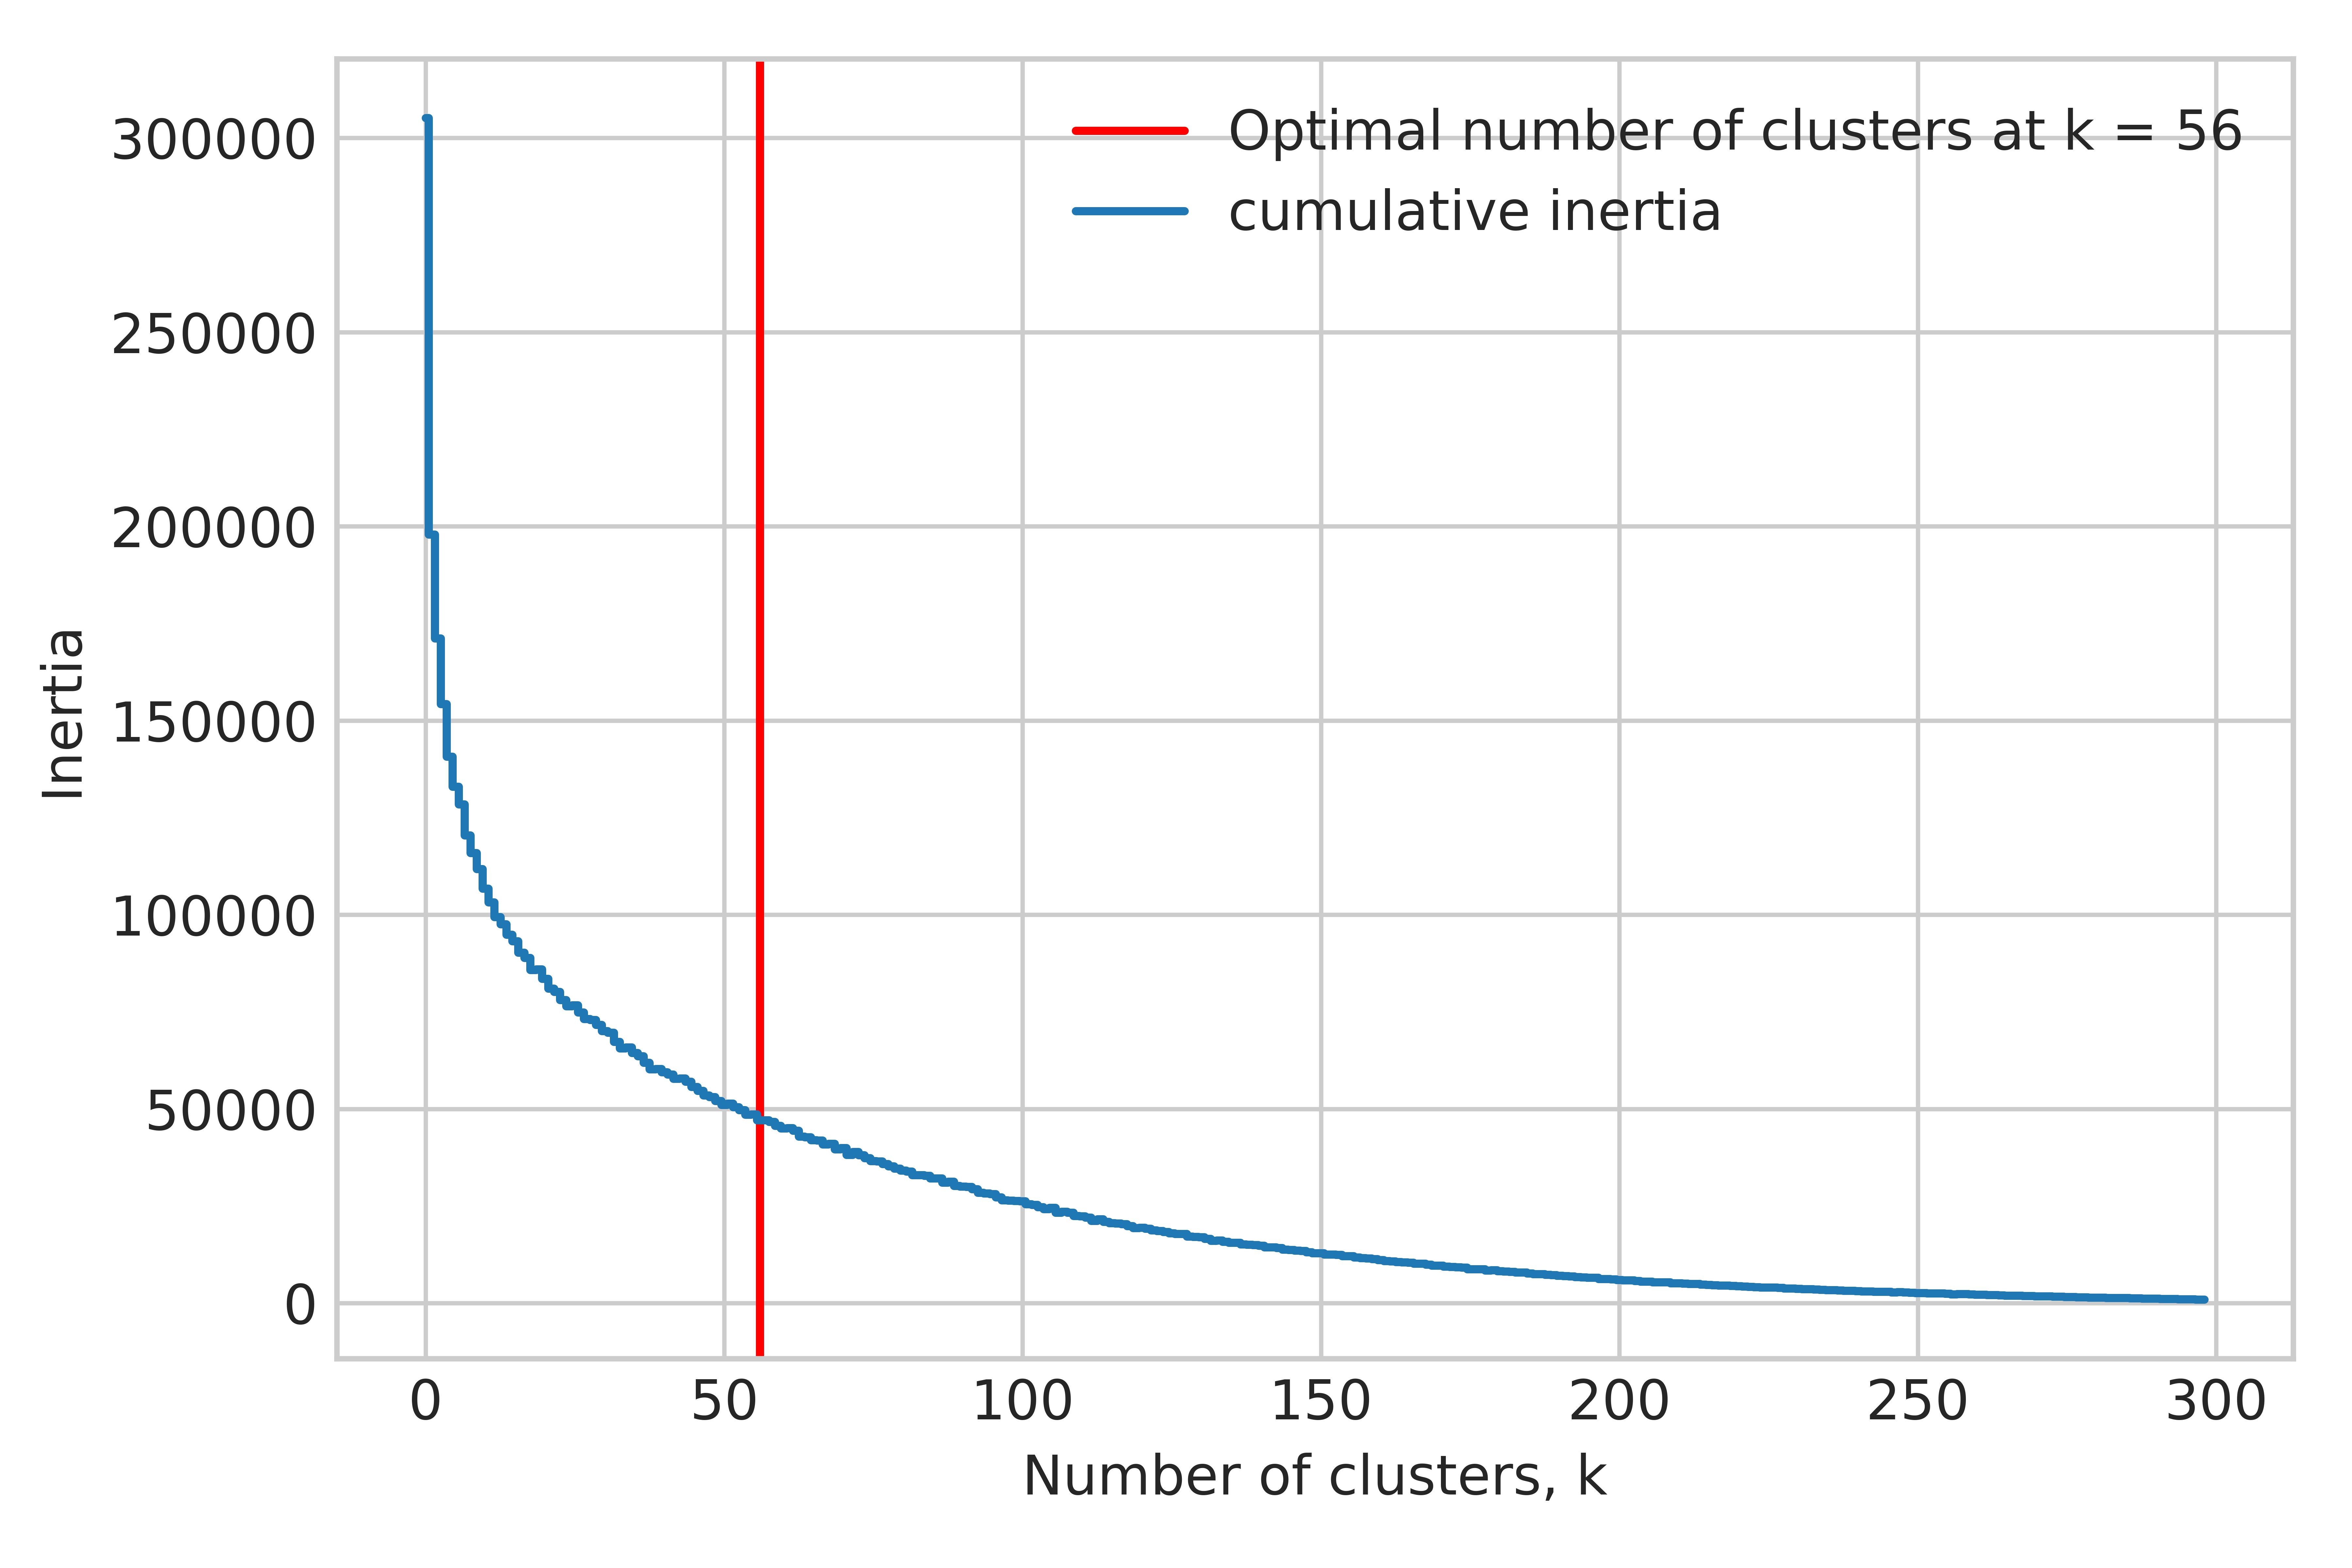 Optimal number of clusters at k = 56
cumulative inertia
300000
250000
200000
150000
100000
50000
0
Inertia
0 50 100 150 200 250 300
Number of clusters, k